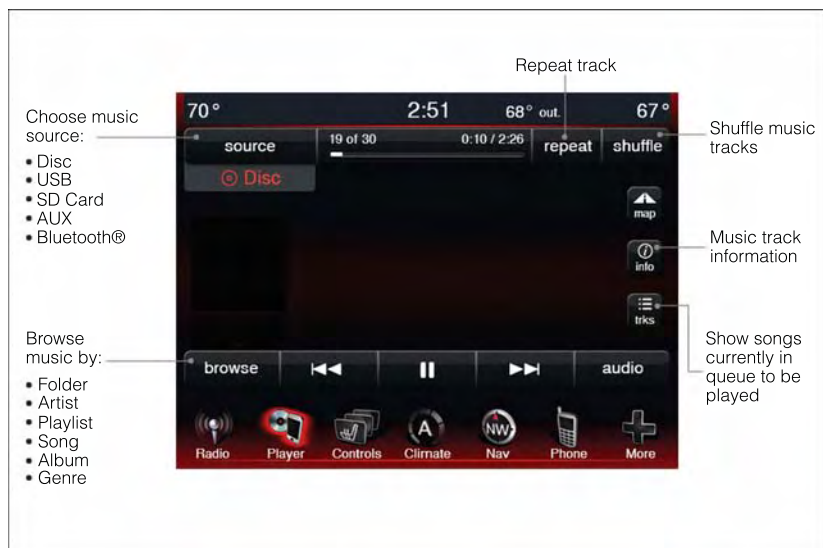 Repeat track
Choose music
source:
• Disc
• USB
• SD Card
• AUX
• Bluetooth®
Shuffle music
tracks
Music track
information
Show songs
currently in
queue to be
played
Browse
music by:
• Folder
• Artist
• Playlist
• Song
• Album
• Genre
70° 2:51 68° out. 67°
source 19 of 30 0:10 / 2:26 repeat shuffle
Disc
map
info
trks
browse audio
A NW
Radio Player Controls Climate Nav Phone More